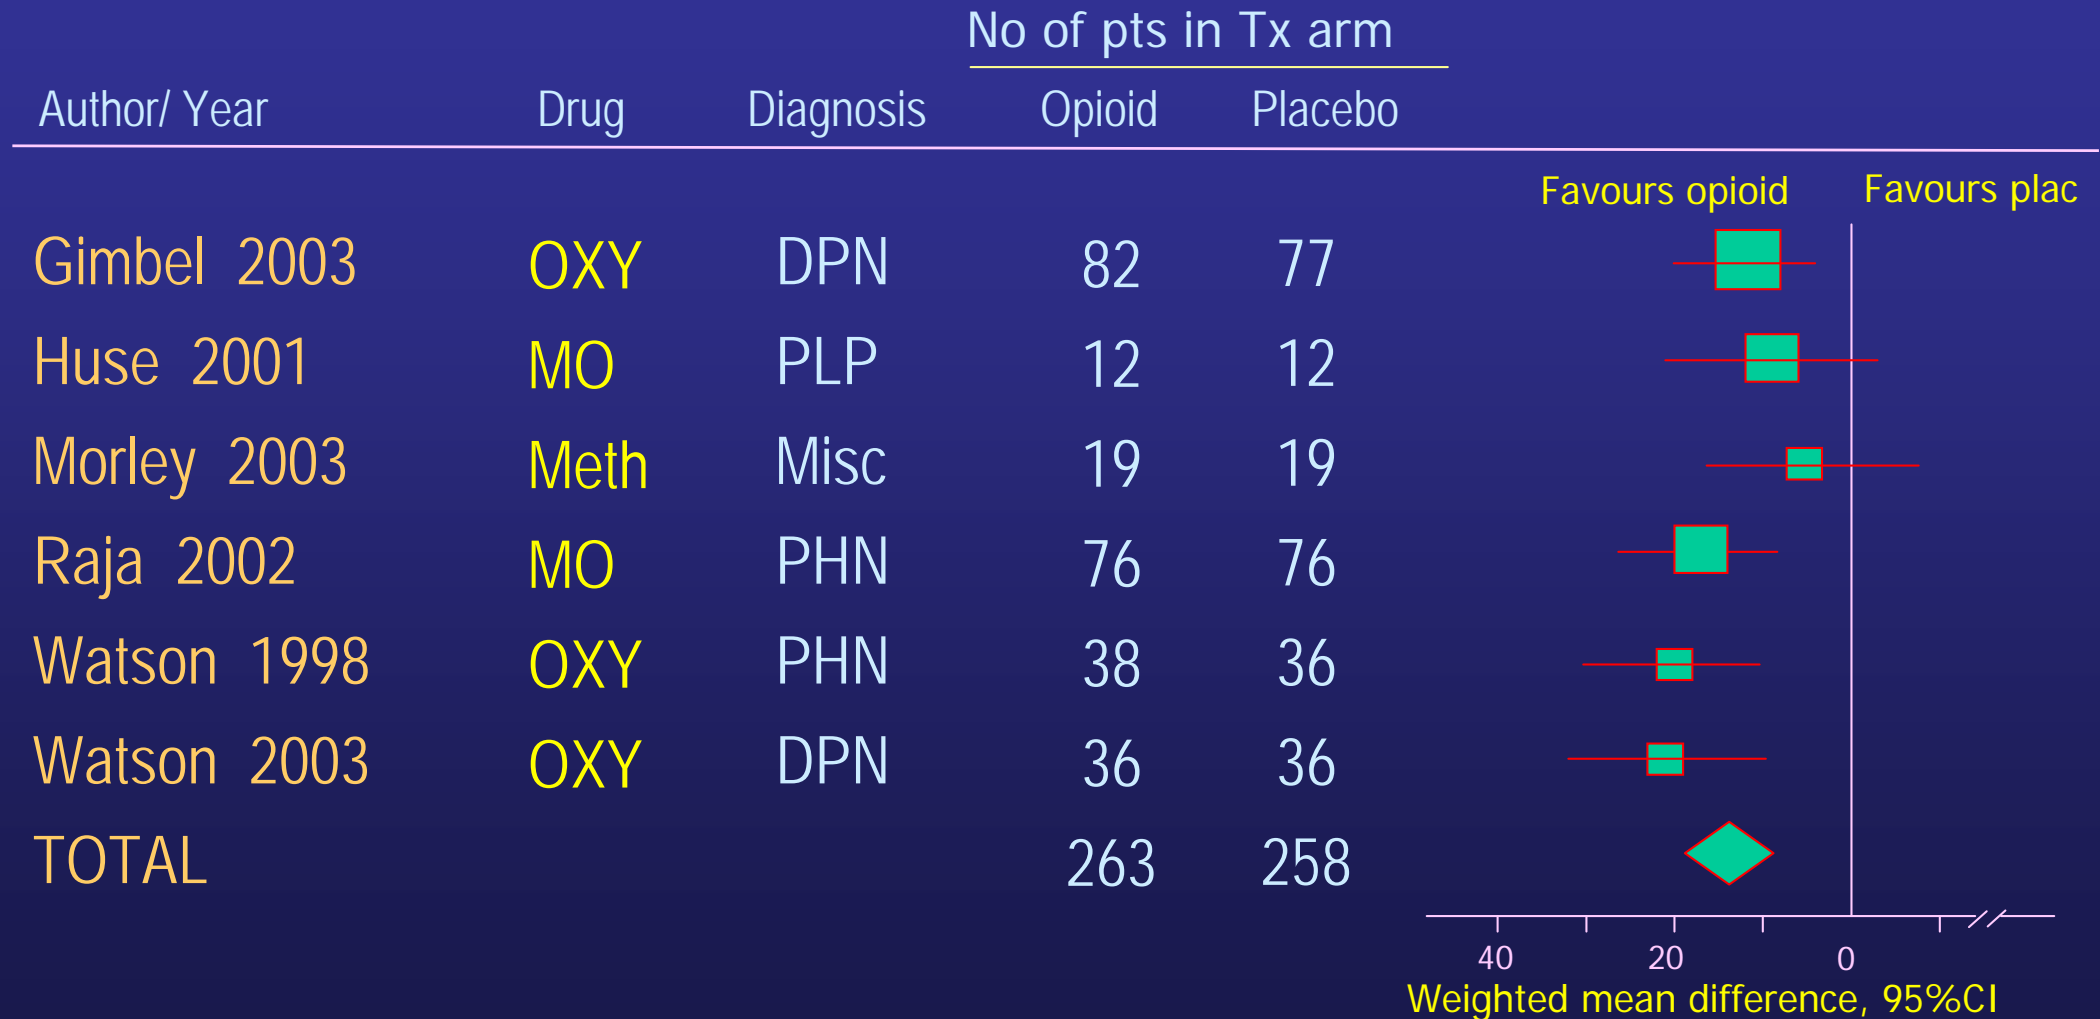 No of pts in Tx arm
Author/ Year Drug Diagnosis Opioid Placebo
Favours opioid Favours plac
Gimbel 2003 OXY DPN 82 77
Huse 2001 MO PLP 12 12
Morley 2003 Meth Misc 19 19
Raja 2002 MO PHN 76 76
Watson 1998 OXY PHN 38 36
Watson 2003 OXY DPN 36 36
TOTAL 263 258
40 20 0
Weighted mean difference, 95%CI